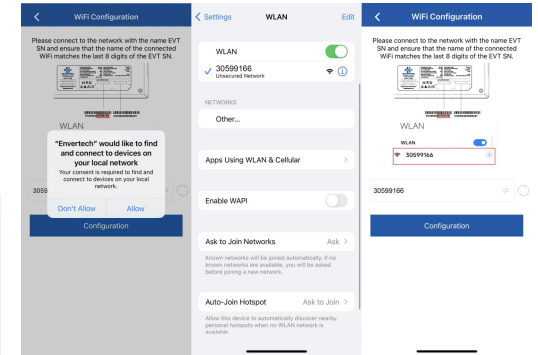 WiFi Configuration
Please connect to the network with the name EVT
SN and ensure that the name of the connected
WiFi matches the last 8 digits of the EVT SN.
WLAN
"Envertech" would like to find
and connect to devices on
your local network
Your consent is required to find and
connect to devices on your local
network.
3059
Don't Allow
Allow
Configuration
Settings
WLAN
Edit
WLAN
30599166
Unsecured Network
NETWORKS
Other...
Apps Using WLAN & Cellular
Enable WAPI
Ask to Join Networks
Ask
Known networks will be joined automatically. If no
known networks are available, you will be asked
before joining a new network.
Auto-Join Hotspot
Ask to Join
Allow this device to automatically discover nearby
personal hotspots when no WLAN network is
available.
WiFi Configuration
Please connect to the network with the name EVT
SN and ensure that the name of the connected
WiFi matches the last 8 digits of the EVT SN.
WLAN
WLAN
30599166
30599166
Configuration